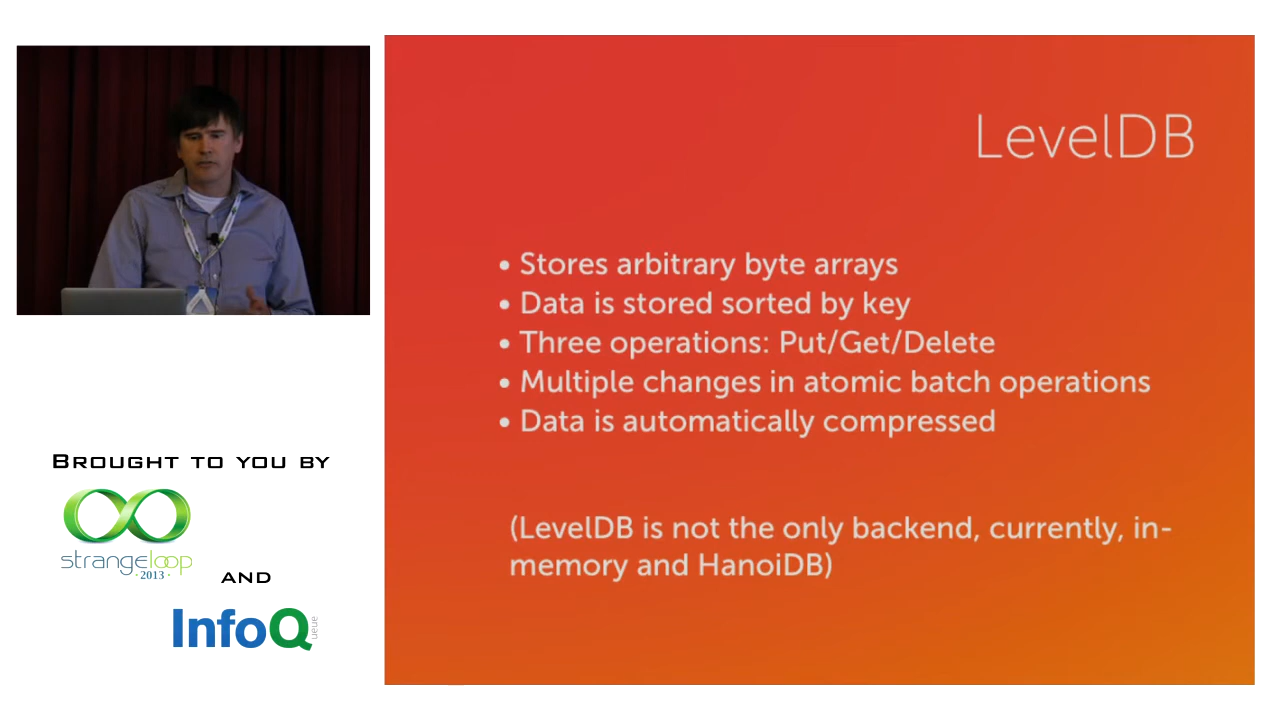 LevelDB
• Stores arbitrary byte arrays
• Data is stored sorted by key
• Three operations: Put/Get/Delete
• Multiple changes in atomic batch operations
• Data is automatically compressed
(LevelDB is not the only backend, currently, in-
memory and HanoiDB)
Brought to you by
strangeloop
• 2013 •
and
InfoQ
ueue